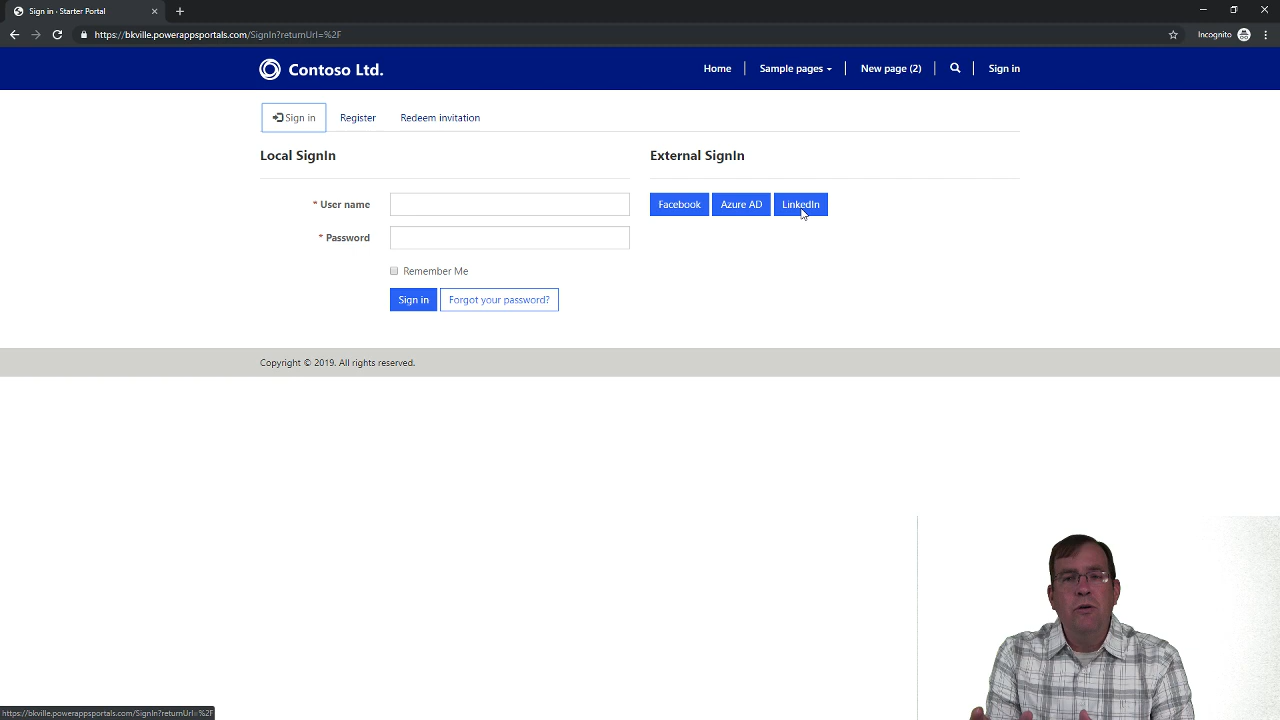 Sign in · Starter Portal
https://bkville.powerappsportals.com/SignIn?returnUrl=%2F
Incognito
Contoso Ltd.
Home
Sample pages
New page (2)
Sign in
Sign in
Register
Redeem invitation
Local SignIn
External SignIn
* User name
Facebook
Azure AD
LinkedIn
* Password
Remember Me
Sign in
Forgot your password?
Copyright © 2019. All rights reserved.
https://bkville.powerappsportals.com/SignIn?returnUrl=%2F